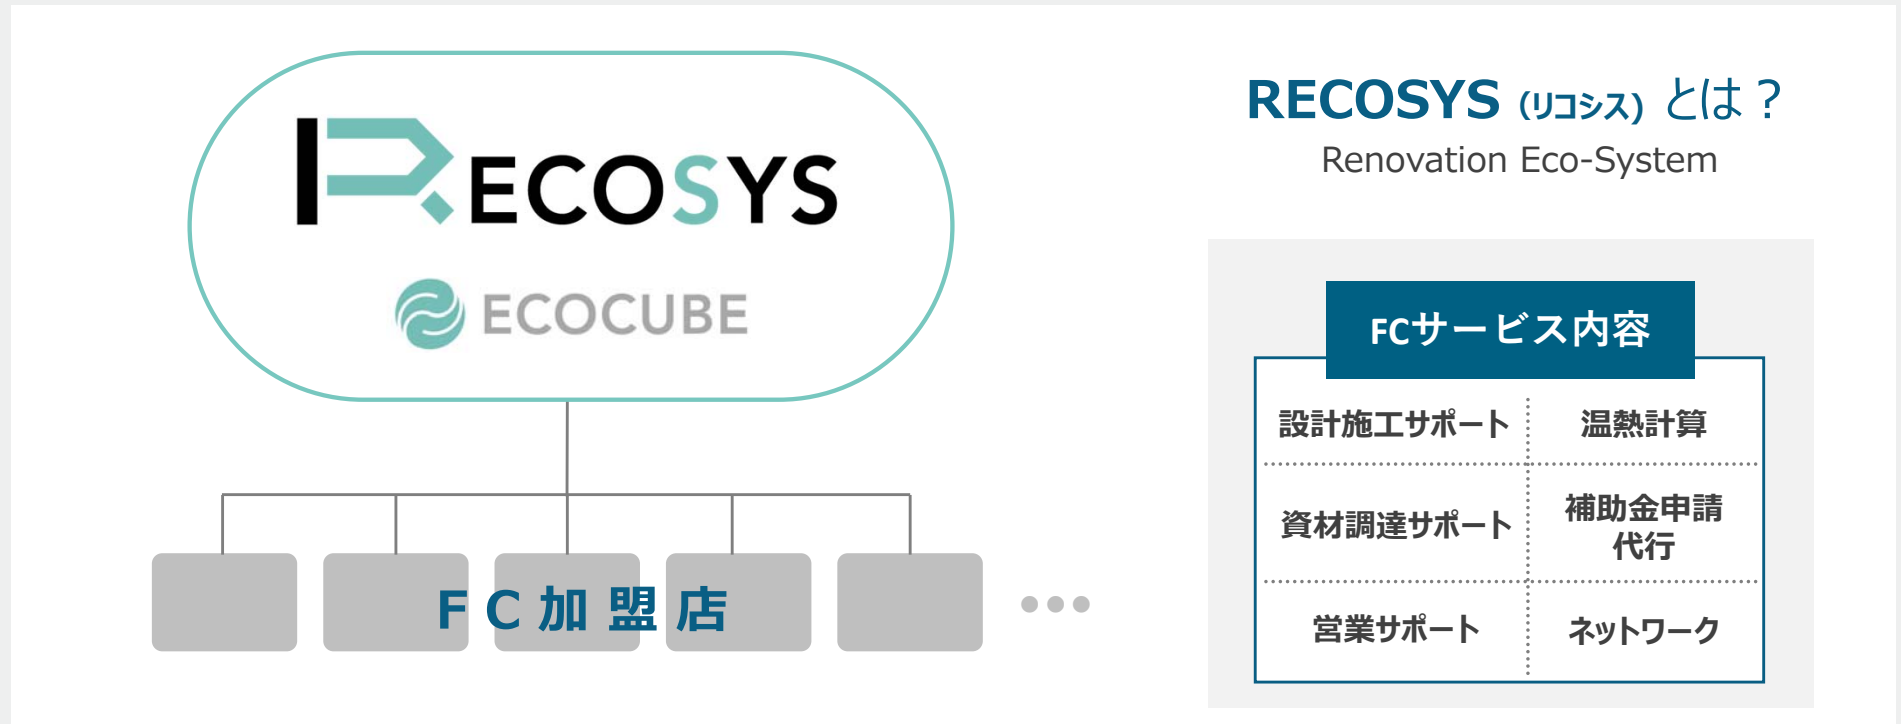 RECOSYS
ECOCUBE
FC加盟店
RECOSYS (リコシス) とは？
Renovation Eco-System
FCサービス内容
設計施工サポート
温熱計算
資材調達サポート
補助金申請
代行
営業サポート
ネットワーク